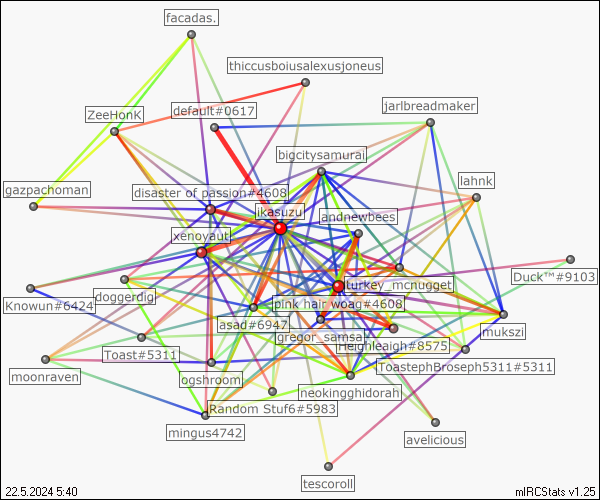 facadas.
thiccusboiusalexusjoneus
ZeeHonK
default#0617
jarlbreadmaker
bigcitysamurai
gazpachoman
disaster of passion#4608
lahnk
ikasuzu
andnewbees
xenoyaut
turkey_mcnugget
Duck™#9103
Knowun#6424
doggerdig
pink hair woag#4608
asad#6947
gregor_samsa
mukszi
Heighleaigh#8575
Toast#5311
ToastephBroseph5311#5311
moonraven
ogshroom
neokingghidorah
Random Stuf6#5983
mingus4742
avelicious
tescoroll
22.5.2024 5:40
mIRCStats v1.25